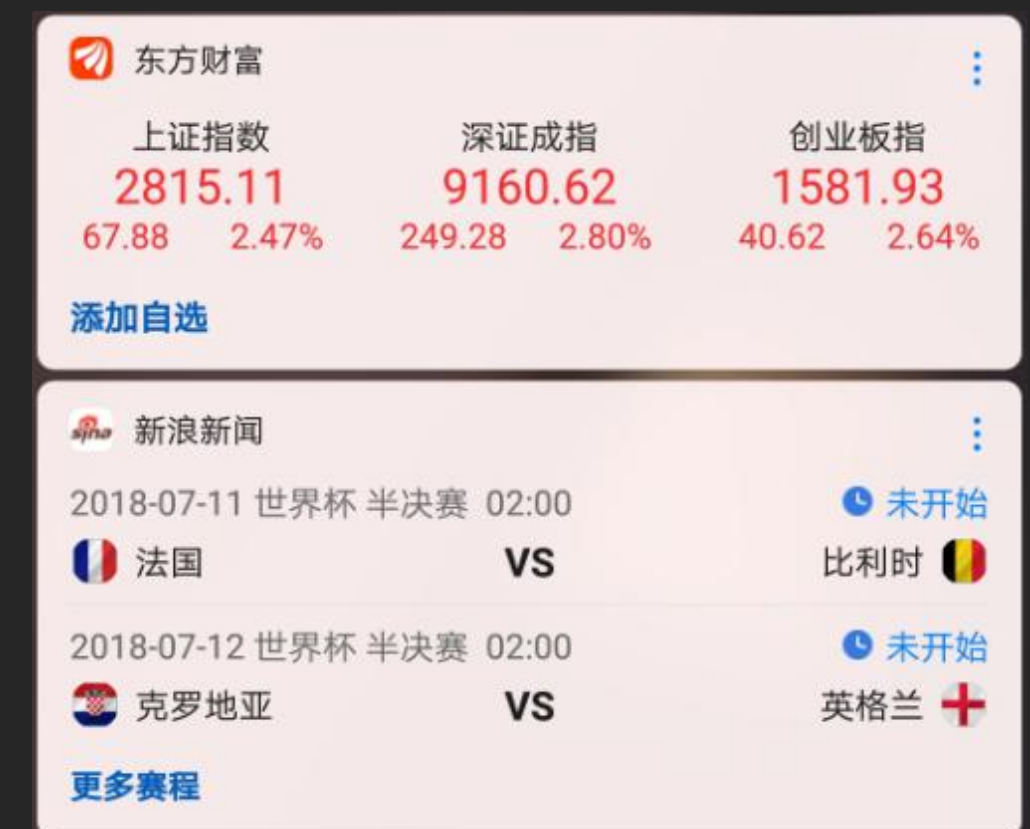 东方财富
上证指数 深证成指 创业板指
2815.11 9160.62 1581.93
67.88 2.47% 249.28 2.80% 40.62 2.64%
添加自选
sina 新浪新闻
2018-07-11 世界杯 半决赛 02:00 未开始
法国 VS 比利时
2018-07-12 世界杯 半决赛 02:00 未开始
克罗地亚 VS 英格兰
更多赛程